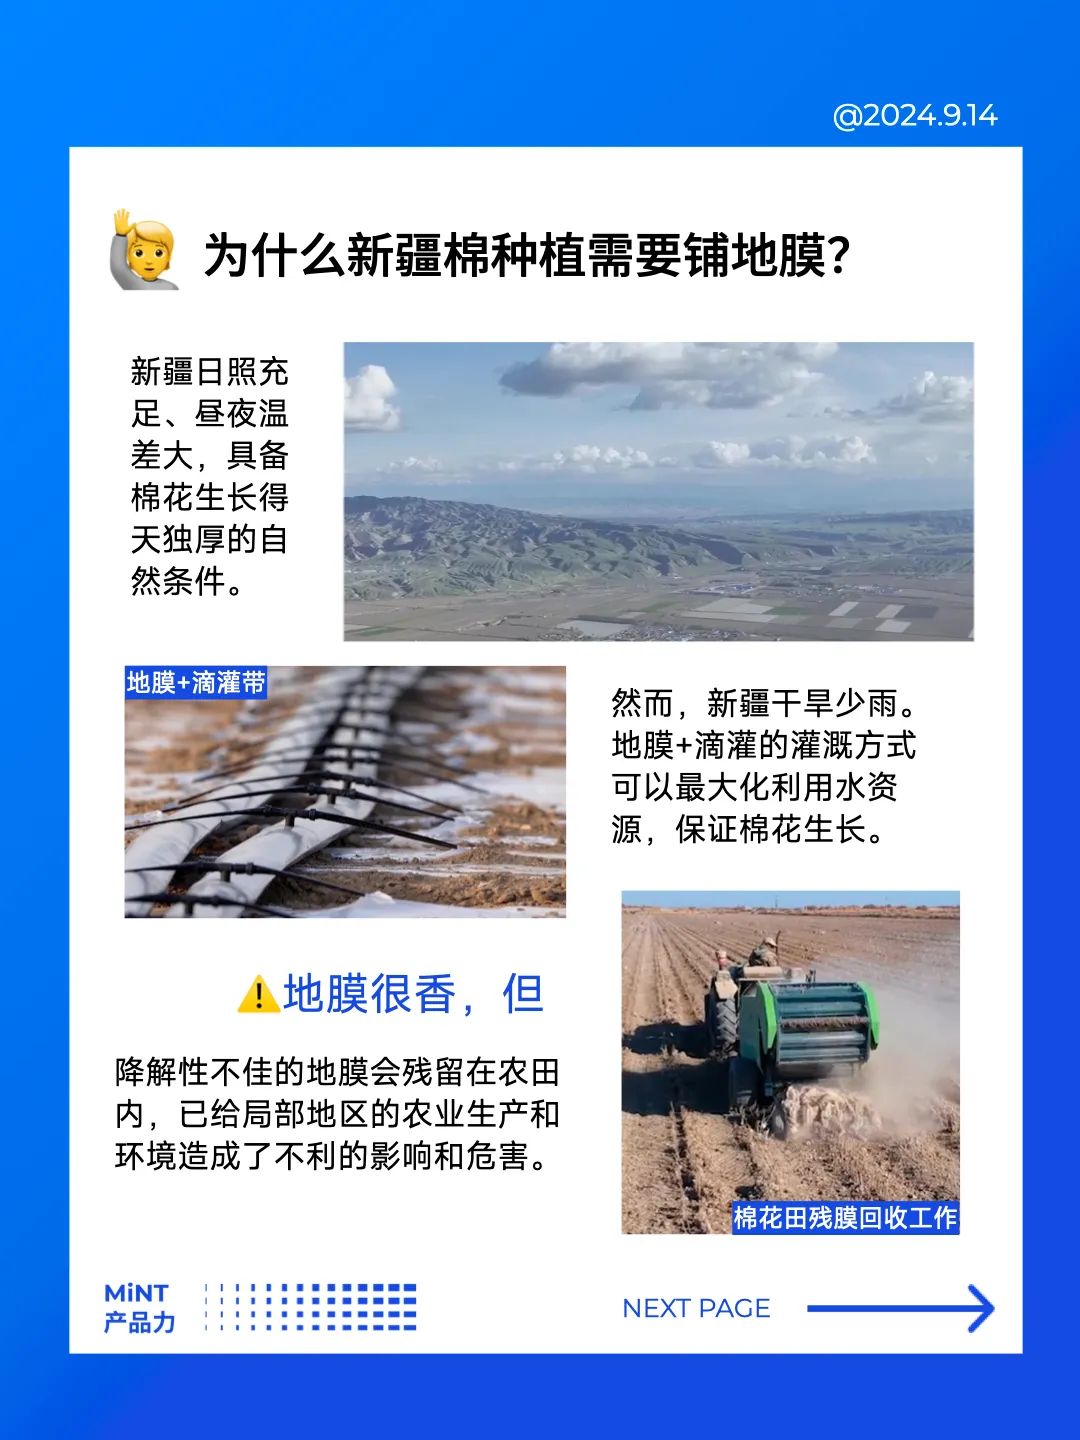 @2024.9.14
为什么新疆棉种植需要铺地膜？
新疆日照充
足、昼夜温
差大，具备
棉花生长得
天独厚的自
然条件。
地膜+滴灌带
然而，新疆干旱少雨。
地膜+滴灌的灌溉方式
可以最大化利用水资
源，保证棉花生长。
⚠️地膜很香，但
降解性不佳的地膜会残留在农田
内，已给局部地区的农业生产和
环境造成了不利的影响和危害。
棉花田残膜回收工作
MiNT
产品力
NEXT PAGE